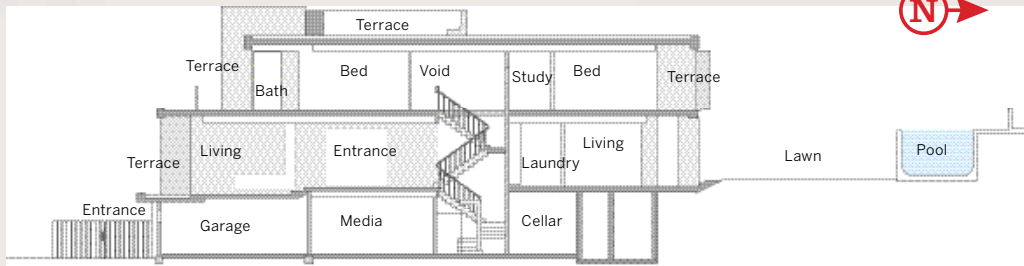 N
Terrace
Terrace
Bed
Void
Study
Bed
Terrace
Bath
Terrace
Living
Entrance
Laundry
Living
Lawn
Pool
Entrance
Garage
Media
Cellar